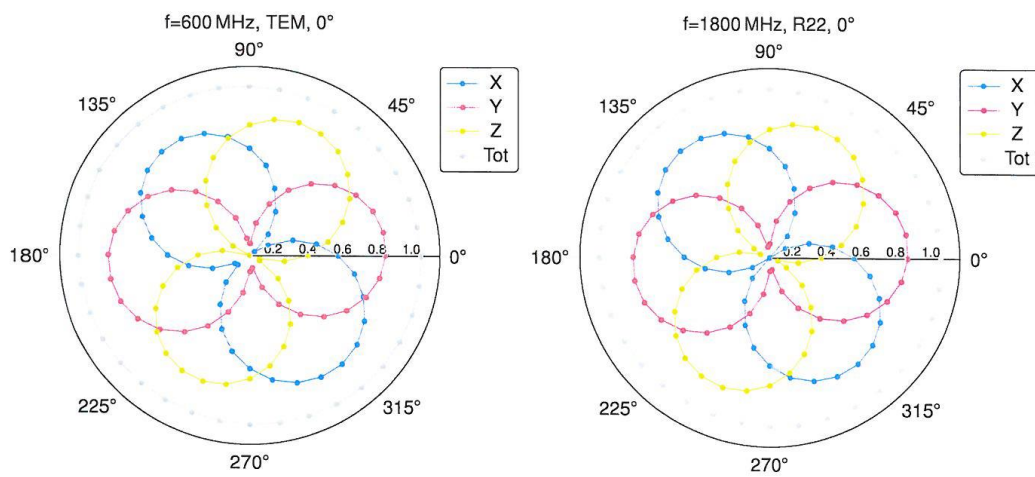 f=600 MHz, TEM, 0°
90°
135°
45°
180°
0.2 0.4 0.6 0.8 1.0
0°
225°
315°
270°
X
Y
Z
Tot
f=1800 MHz, R22, 0°
90°
135°
45°
180°
0.2 0.4 0.6 0.8 1.0
0°
225°
315°
270°
X
Y
Z
Tot